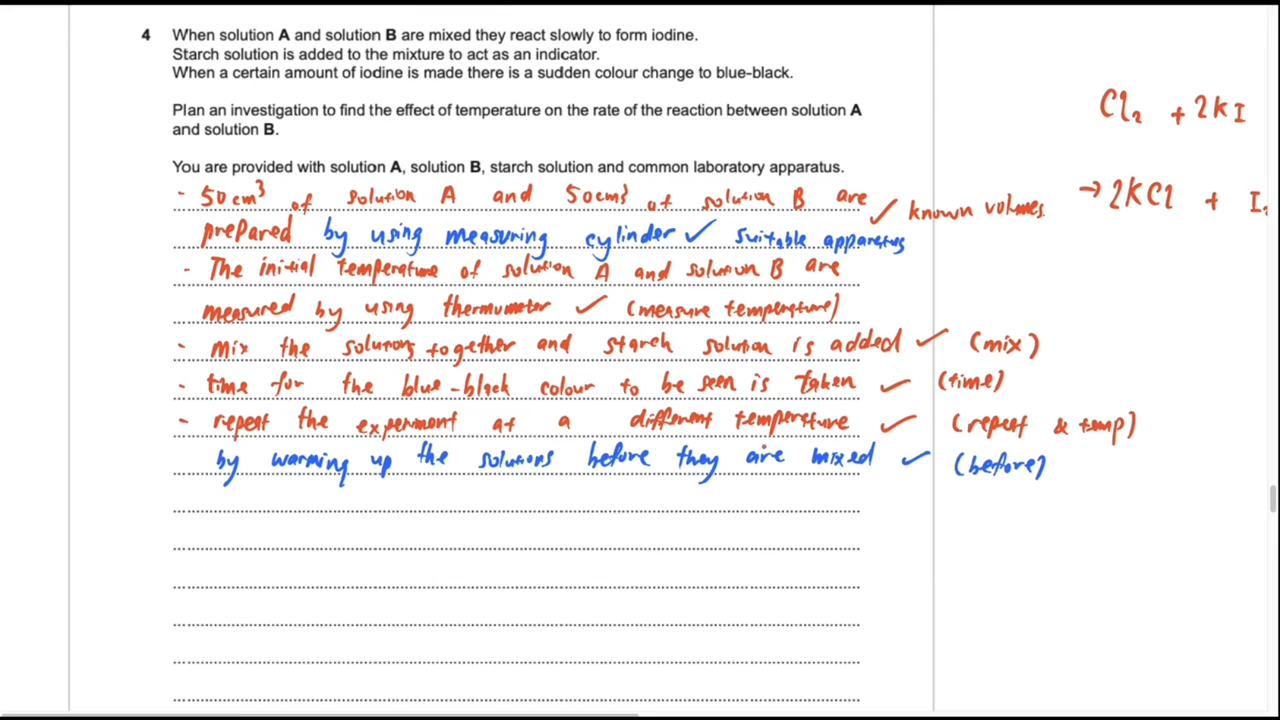 4 When solution A and solution B are mixed they react slowly to form iodine.
Starch solution is added to the mixture to act as an indicator.
When a certain amount of iodine is made there is a sudden colour change to blue-black.
Plan an investigation to find the effect of temperature on the rate of the reaction between solution A
and solution B.
You are provided with solution A, solution B, starch solution and common laboratory apparatus.
- 50cm³ of solution A and 50cm³ of solution B are ✓ known volumes
prepared by using measuring cylinder ✓ suitable apparatus
- The initial temperature of solution A and solution B are
measured by using thermometer ✓ (measure temperature)
- mix the solutions together and starch solution is added ✓ (mix)
- time for the blue-black colour to be seen is taken ✓ (time)
- repeat the experiment at a different temperature ✓ (repeat & temp)
by warming up the solutions before they are mixed ✓ (before)
Cl₂ + 2KI
→ 2KCl + I₂